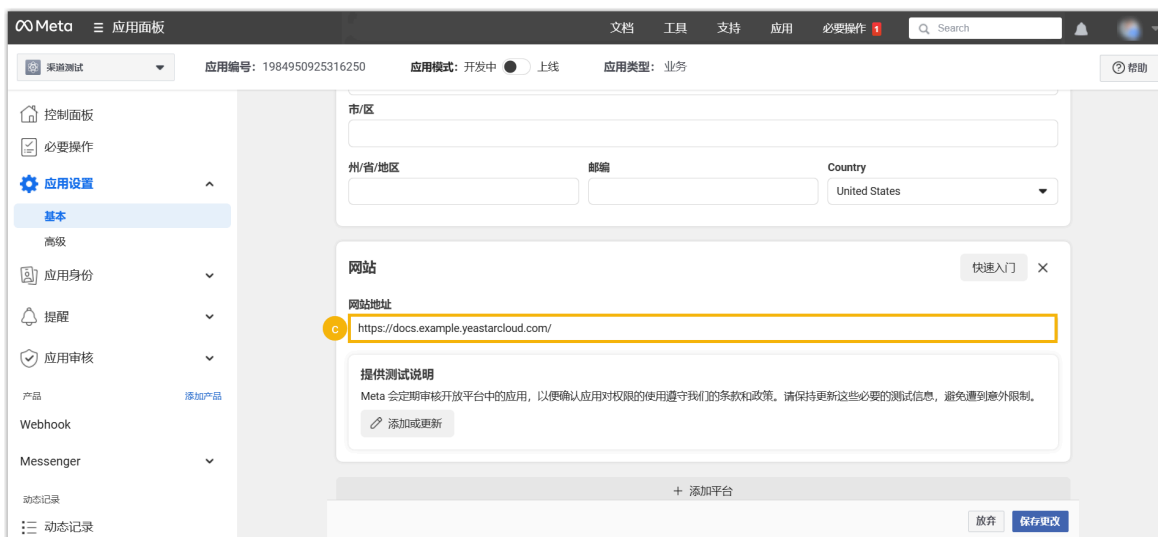 Meta 应用面板 文档 工具 支持 应用 必要操作 1 Search
渠道测试 应用编号: 1984950925316250 应用模式: 开发中 上线 应用类型: 业务 帮助
控制面板
必要操作
应用设置
基本
高级
应用身份
提醒
应用审核
产品 添加产品
Webhook
Messenger
动态记录
动态记录
市/区
州/省/地区 邮编 Country
United States
网站 快速入门
网站地址
c https://docs.example.yeastarcloud.com/
提供测试说明
Meta 会定期审核开放平台中的应用，以便确认应用对权限的使用遵守我们的条款和政策。请保持更新这些必要的测试信息，避免遭到意外限制。
添加或更新
+ 添加平台
放弃 保存更改